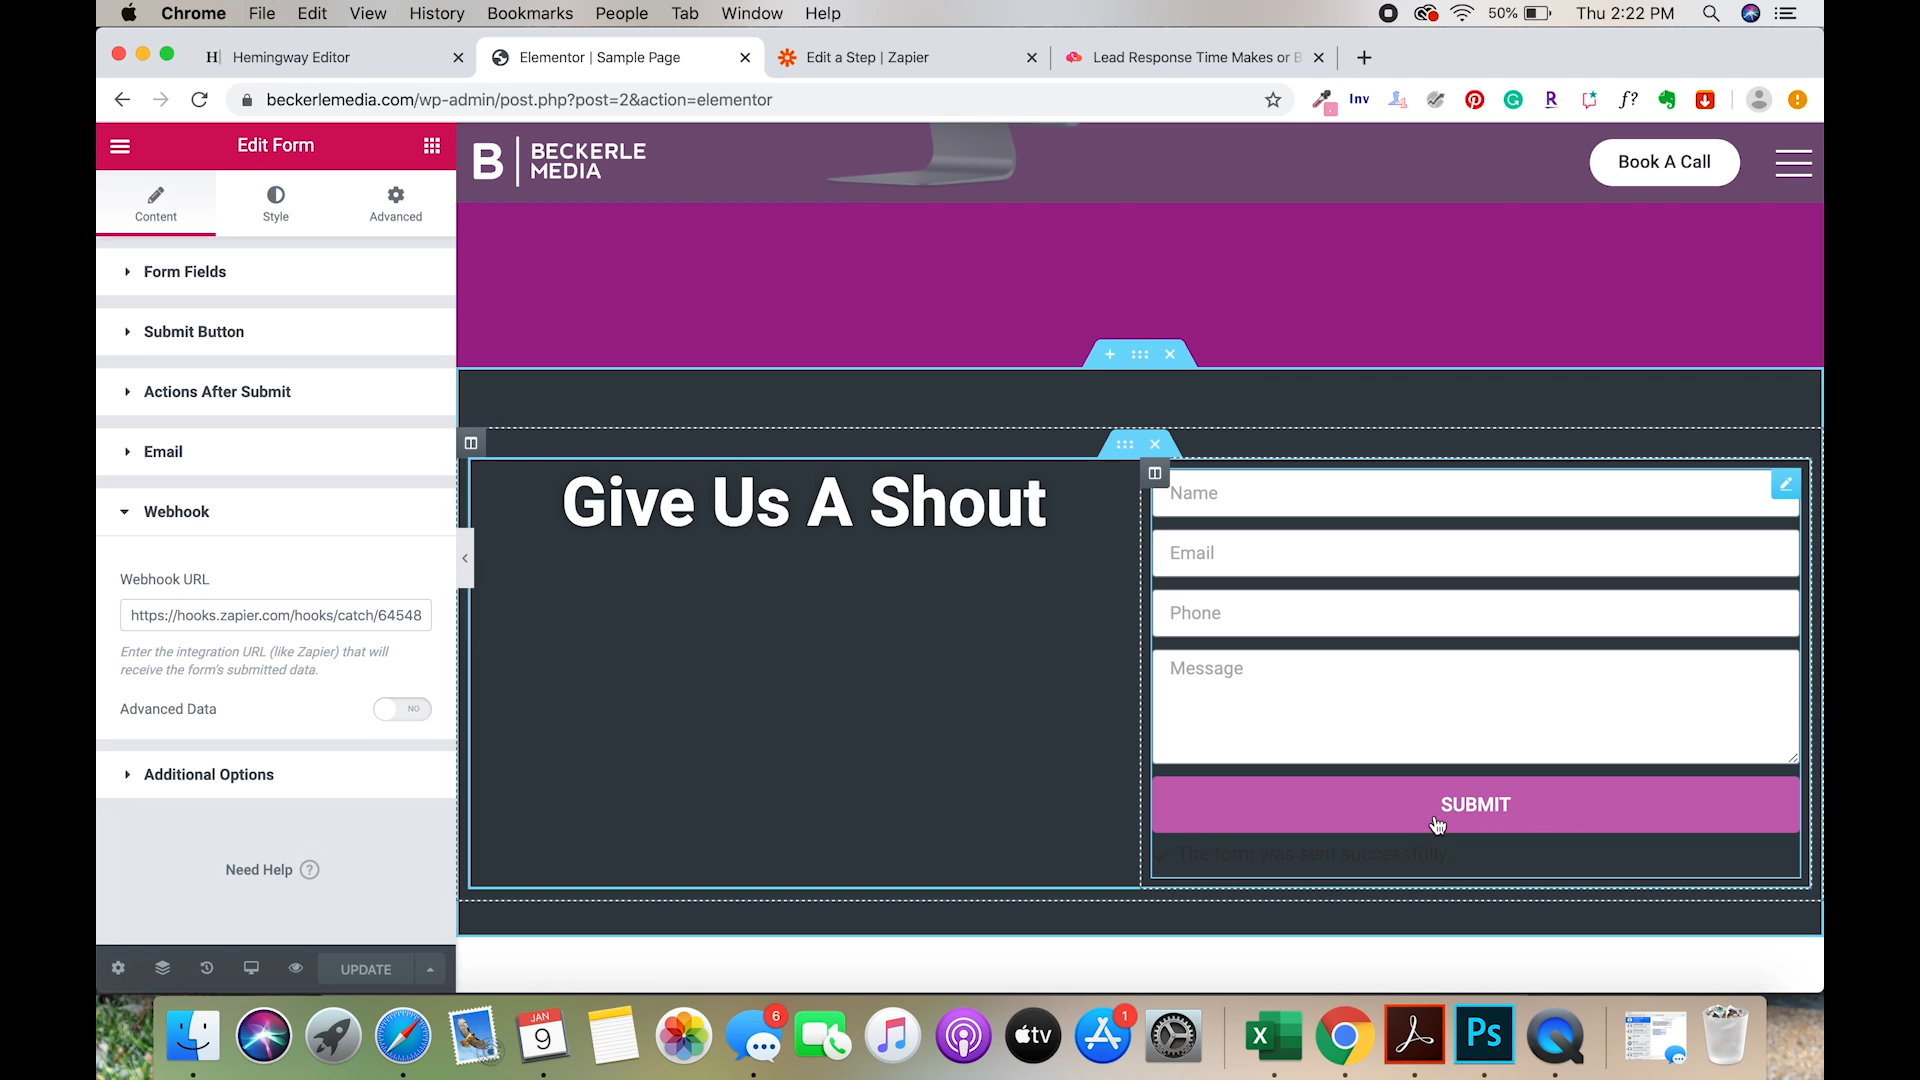 Chrome File Edit View History Bookmarks People Tab Window Help 50% Thu 2:22 PM
Hemingway Editor Elementor | Sample Page Edit a Step | Zapier Lead Response Time Makes or B
beckerlemedia.com/wp-admin/post.php?post=2&action=elementor Inv
Edit Form
Content Style Advanced
Form Fields
Submit Button
Actions After Submit
Email
Webhook
Webhook URL
https://hooks.zapier.com/hooks/catch/64548
Enter the integration URL (like Zapier) that will
receive the form's submitted data.
Advanced Data NO
Additional Options
Need Help ?
UPDATE
B BECKERLE
MEDIA
Book A Call
Give Us A Shout
Name
Email
Phone
Message
SUBMIT
The form was sent successfully.
JAN
9
6
tv
1
X
Ps